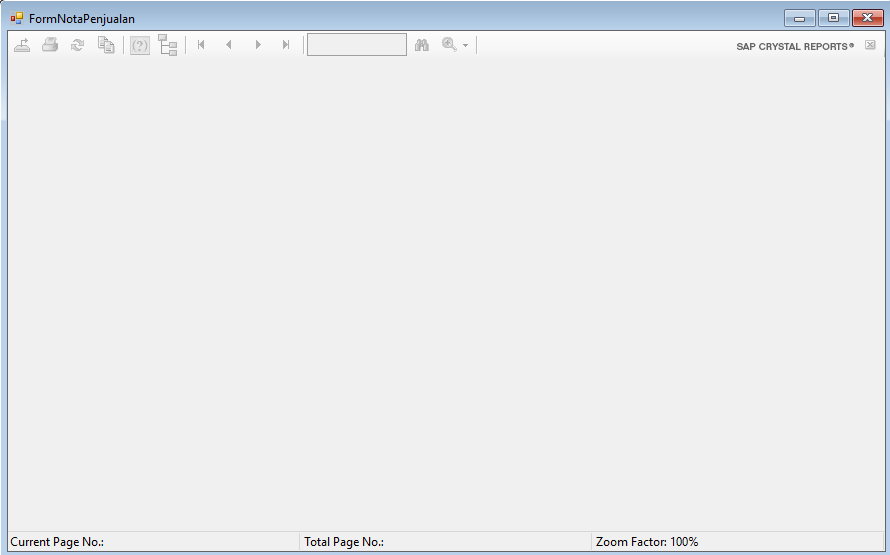 FormNotaPenjualan
(?)
SAP CRYSTAL REPORTS®
Current Page No.: Total Page No.: Zoom Factor: 100%